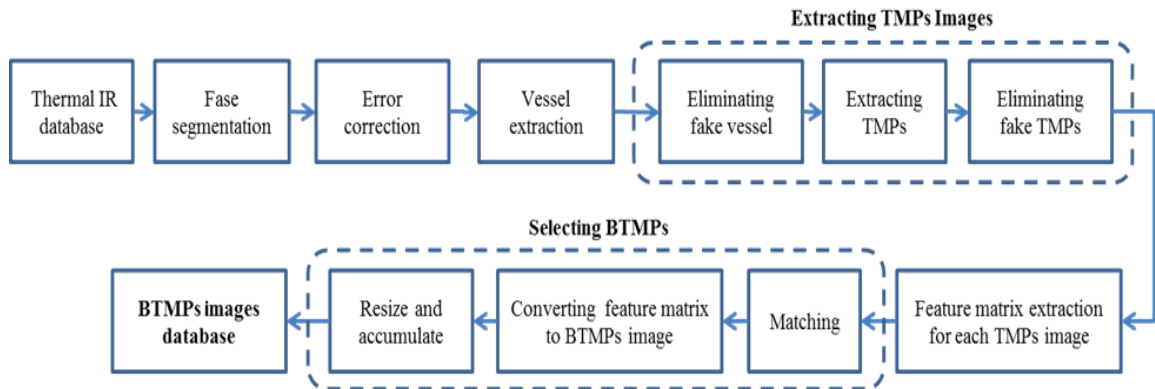 Extracting TMPs Images
Thermal IR
database
Fase
segmentation
Error
correction
Vessel
extraction
Eliminating
fake vessel
Extracting
TMPs
Eliminating
fake TMPs
Selecting BTMPs
BTMPs images
database
Resize and
accumulate
Converting feature matrix
to BTMPs image
Matching
Feature matrix extraction
for each TMPs image